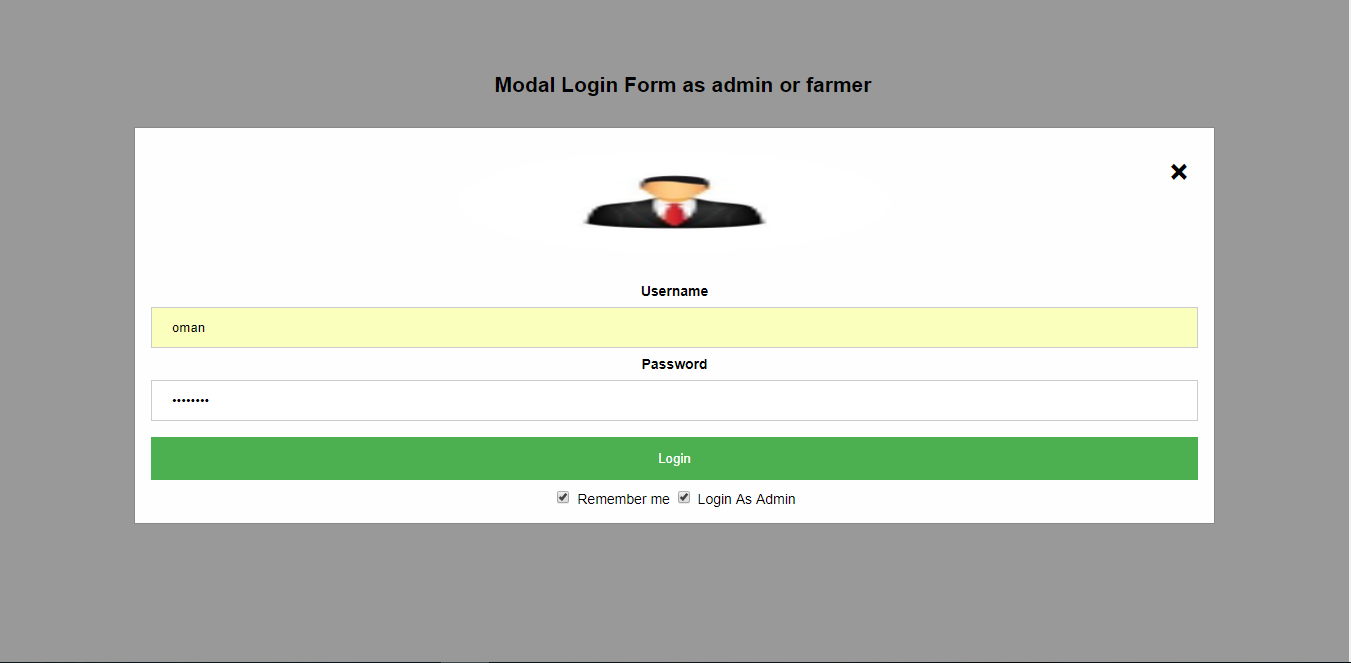 Modal Login Form as admin or farmer
×
Username
oman
Password
••••••••
Login
Remember me Login As Admin